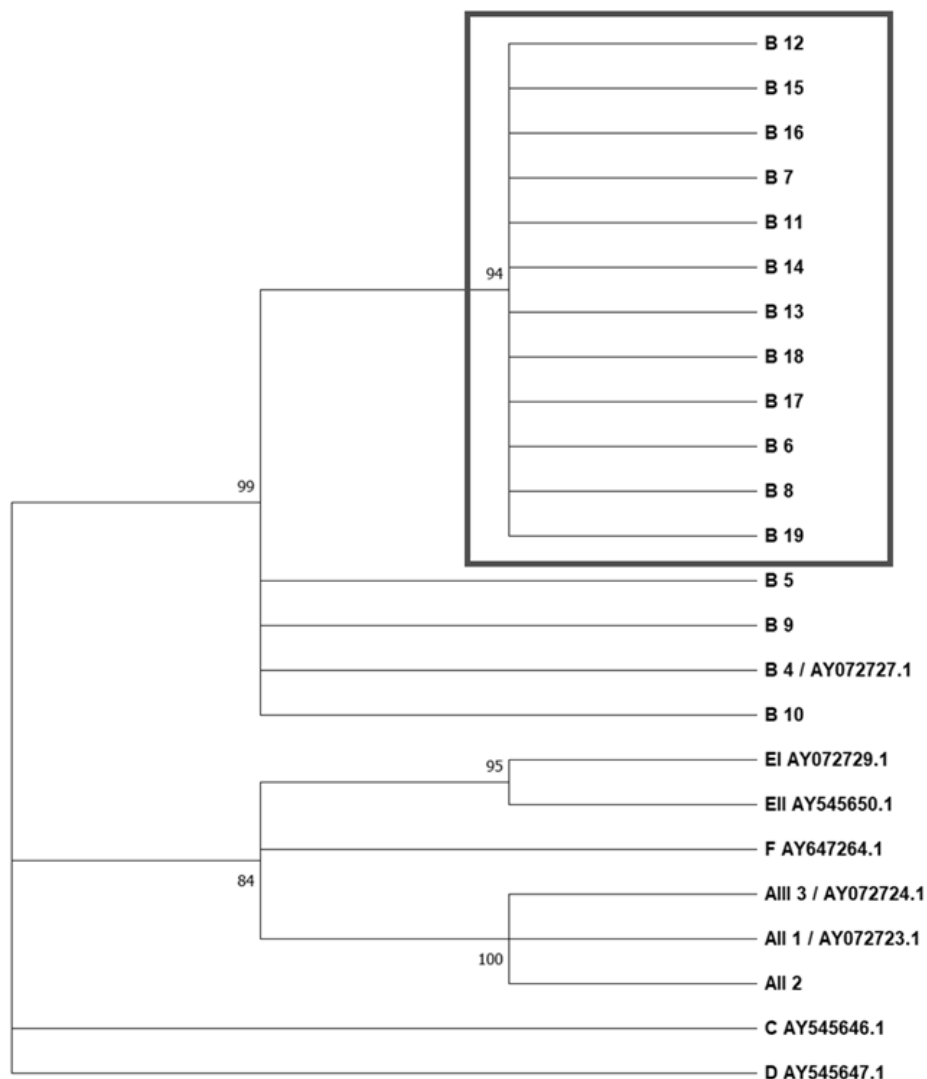 B 12
B 15
B 16
B 7
B 11
B 14
94
B 13
B 18
B 17
B 6
99
B 8
B 19
B 5
B 9
B 4 / AY072727.1
B 10
95
EI AY072729.1
EII AY545650.1
F AY647264.1
84
AIII 3 / AY072724.1
AII 1 / AY072723.1
100
AII 2
C AY545646.1
D AY545647.1